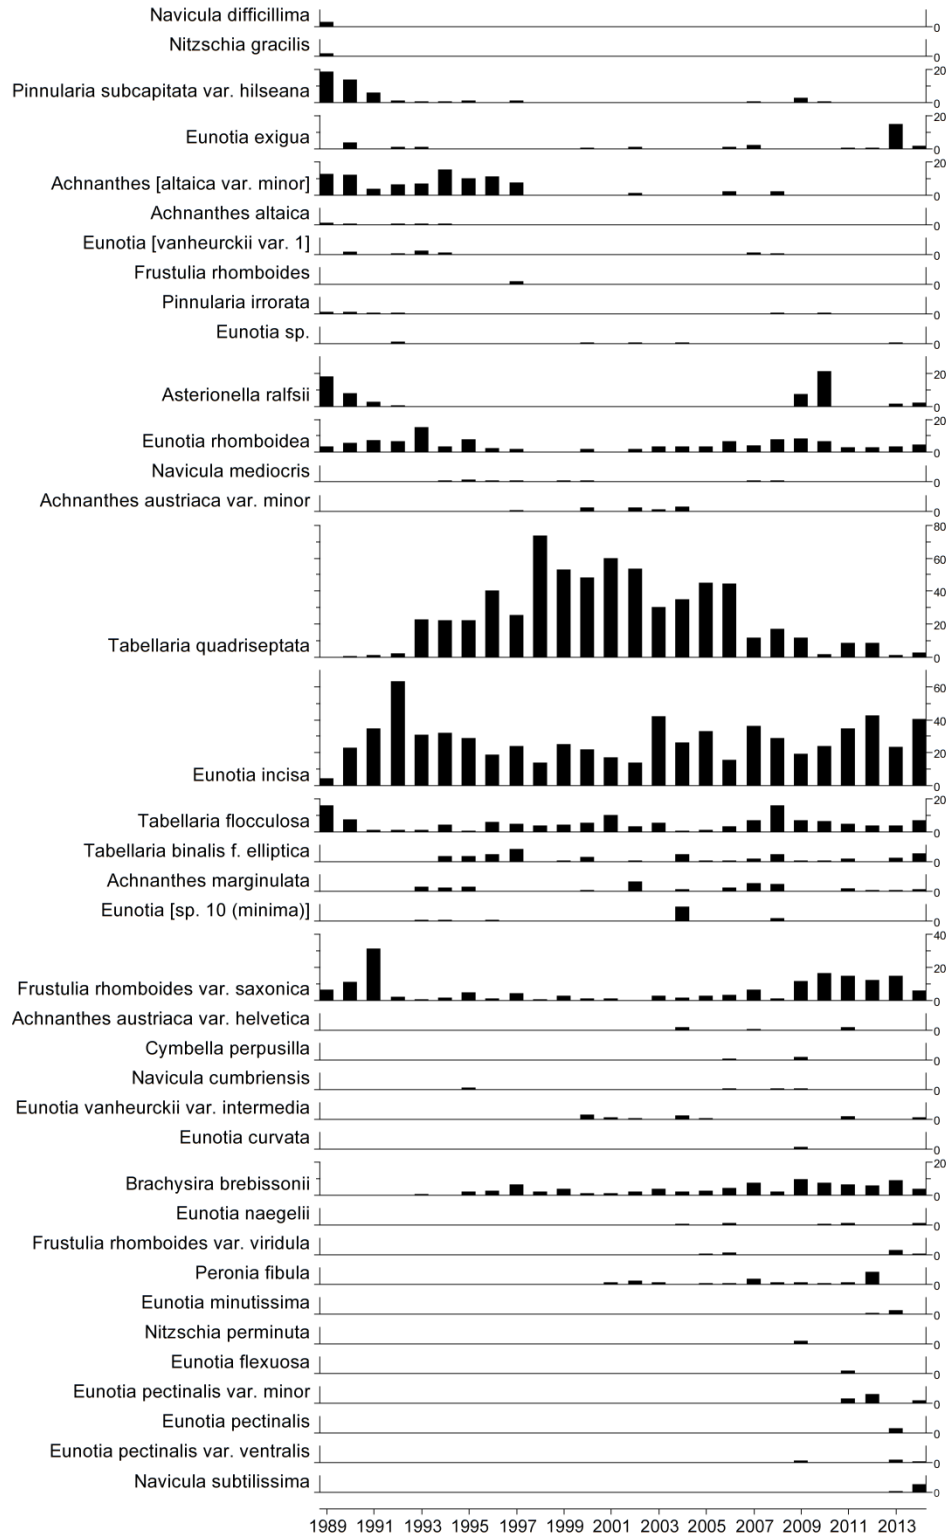 Navicula difficillima 0
Nitzschia gracilis 0
20
Pinnularia subcapitata var. hilseana
0
20
Eunotia exigua
0
20
Achnanthes [altaica var. minor]
0
Achnanthes altaica 0
Eunotia [vanheurckii var. 1] 0
Frustulia rhomboides 0
Pinnularia irrorata 0
Eunotia sp. 0
20
Asterionella ralfsii
0
20
Eunotia rhomboidea
0
Navicula mediocris 0
Achnanthes austriaca var. minor 0
80
60
40
20
Tabellaria quadriseptata
0
60
40
20
Eunotia incisa
0
20
Tabellaria flocculosa
0
Tabellaria binalis f. elliptica 0
Achnanthes marginulata 0
Eunotia [sp. 10 (minima)] 0
40
20
Frustulia rhomboides var. saxonica
0
Achnanthes austriaca var. helvetica 0
Cymbella perpusilla 0
Navicula cumbriensis 0
Eunotia vanheurckii var. intermedia 0
Eunotia curvata 0
20
Brachysira brebissonii
0
Eunotia naegelii 0
Frustulia rhomboides var. viridula 0
Peronia fibula 0
Eunotia minutissima 0
Nitzschia perminuta 0
Eunotia flexuosa 0
Eunotia pectinalis var. minor 0
Eunotia pectinalis 0
Eunotia pectinalis var. ventralis 0
Navicula subtilissima 0
1989 1991 1993 1995 1997 1999 2001 2003 2005 2007 2009 2011 2013